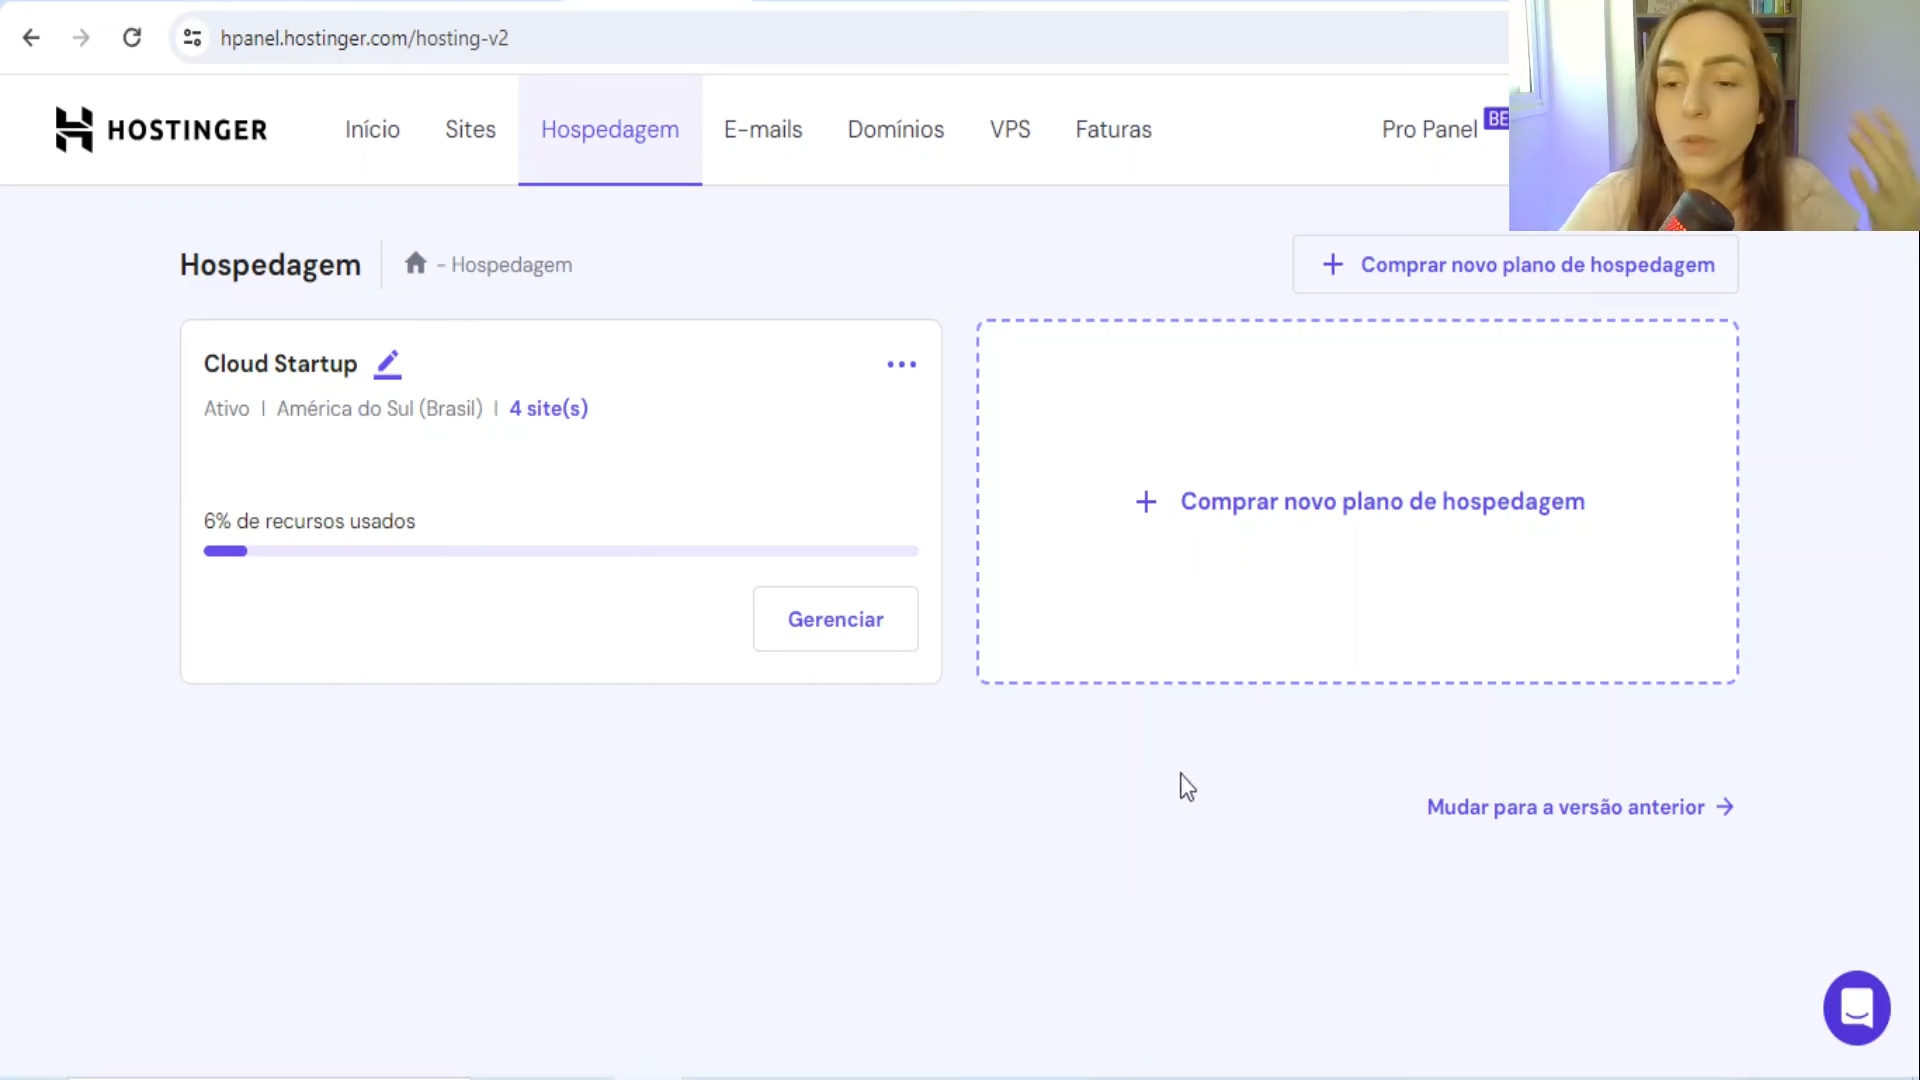 hpanel.hostinger.com/hosting-v2
HOSTINGER
Início
Sites
Hospedagem
E-mails
Domínios
VPS
Faturas
Pro Panel
BE
Hospedagem
- Hospedagem
+ Comprar novo plano de hospedagem
Cloud Startup
Ativo | América do Sul (Brasil) | 4 site(s)
6% de recursos usados
Gerenciar
+ Comprar novo plano de hospedagem
Mudar para a versão anterior →